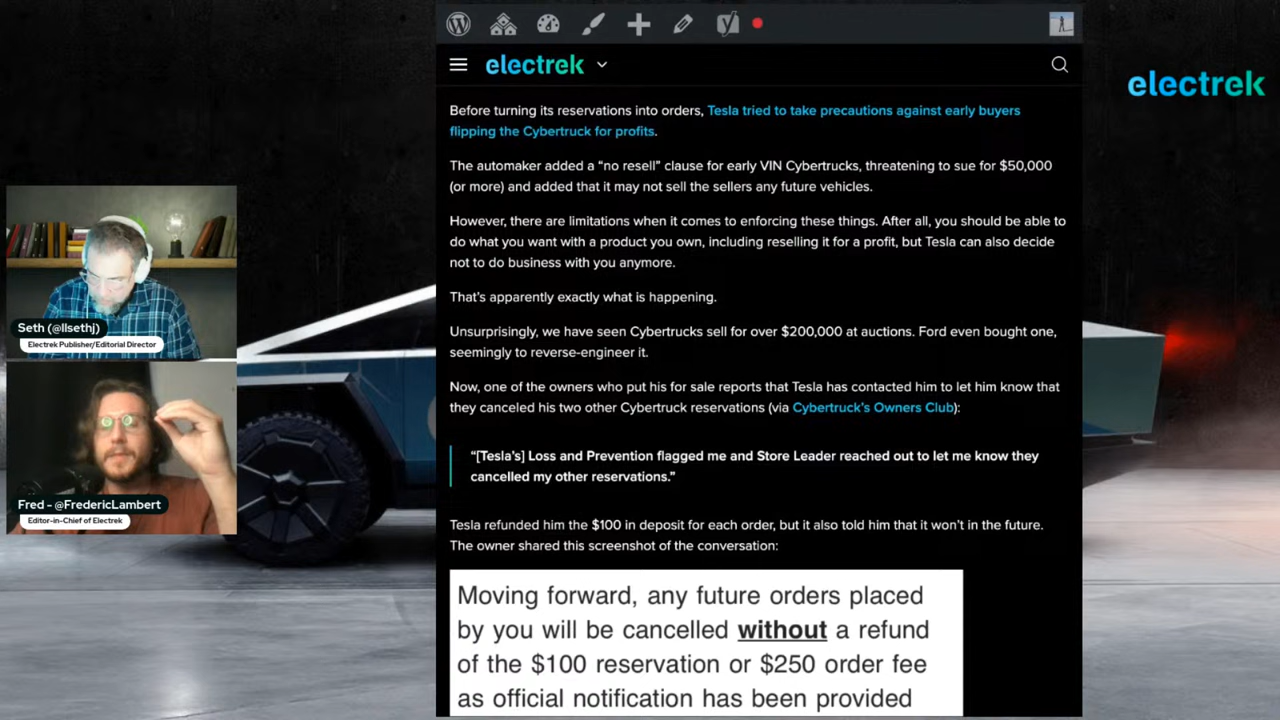 electrek
electrek
Before turning its reservations into orders, Tesla tried to take precautions against early buyers
flipping the Cybertruck for profits.
The automaker added a “no resell” clause for early VIN Cybertrucks, threatening to sue for $50,000
(or more) and added that it may not sell the sellers any future vehicles.
However, there are limitations when it comes to enforcing these things. After all, you should be able to
do what you want with a product you own, including reselling it for a profit, but Tesla can also decide
not to do business with you anymore.
That’s apparently exactly what is happening.
Unsurprisingly, we have seen Cybertrucks sell for over $200,000 at auctions. Ford even bought one,
seemingly to reverse-engineer it.
Now, one of the owners who put his for sale reports that Tesla has contacted him to let him know that
they canceled his two other Cybertruck reservations (via Cybertruck’s Owners Club):
“[Tesla’s] Loss and Prevention flagged me and Store Leader reached out to let me know they
cancelled my other reservations.”
Tesla refunded him the $100 in deposit for each order, but it also told him that it won’t in the future.
The owner shared this screenshot of the conversation:
Moving forward, any future orders placed
by you will be cancelled without a refund
of the $100 reservation or $250 order fee
as official notification has been provided
Seth (@llsethj)
Electrek Publisher/Editorial Director
Fred - @FredericLambert
Editor-in-Chief of Electrek